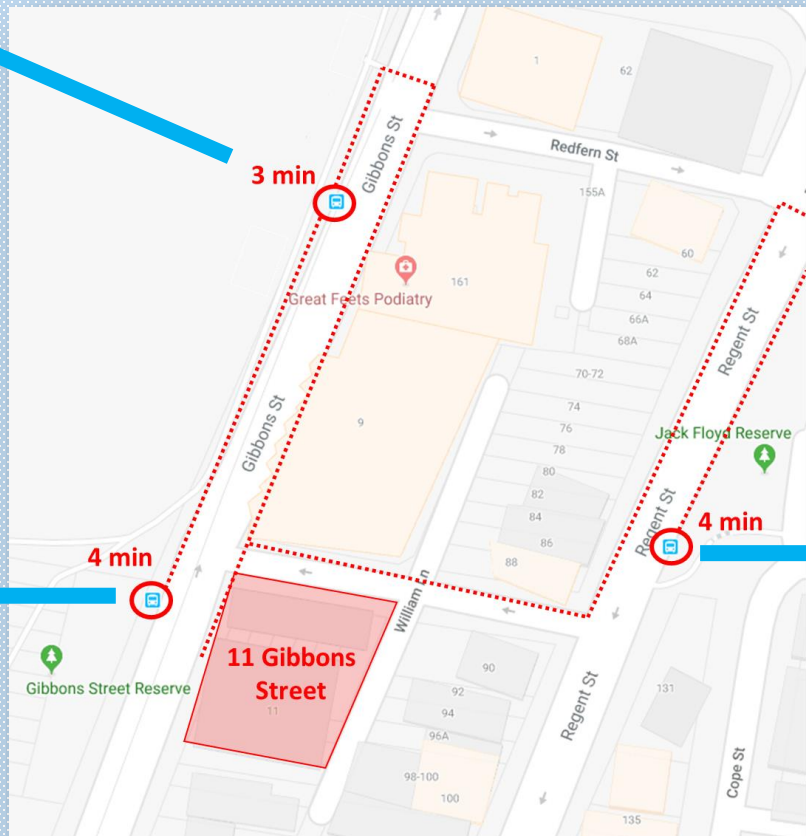 1
62
Gibbons St
Redfern St
3 min
155A
60
161
Great Feets Podiatry
62
64
66A
68A
Regent St
70-72
74
76
78
80
82
84
86
88
9
Gibbons St
Jack Floyd Reserve
Regent St
4 min
4 min
William Ln
11 Gibbons
Street
11
Gibbons Street Reserve
90
92
94
96A
98-100
100
Regent St
131
135
Cope St